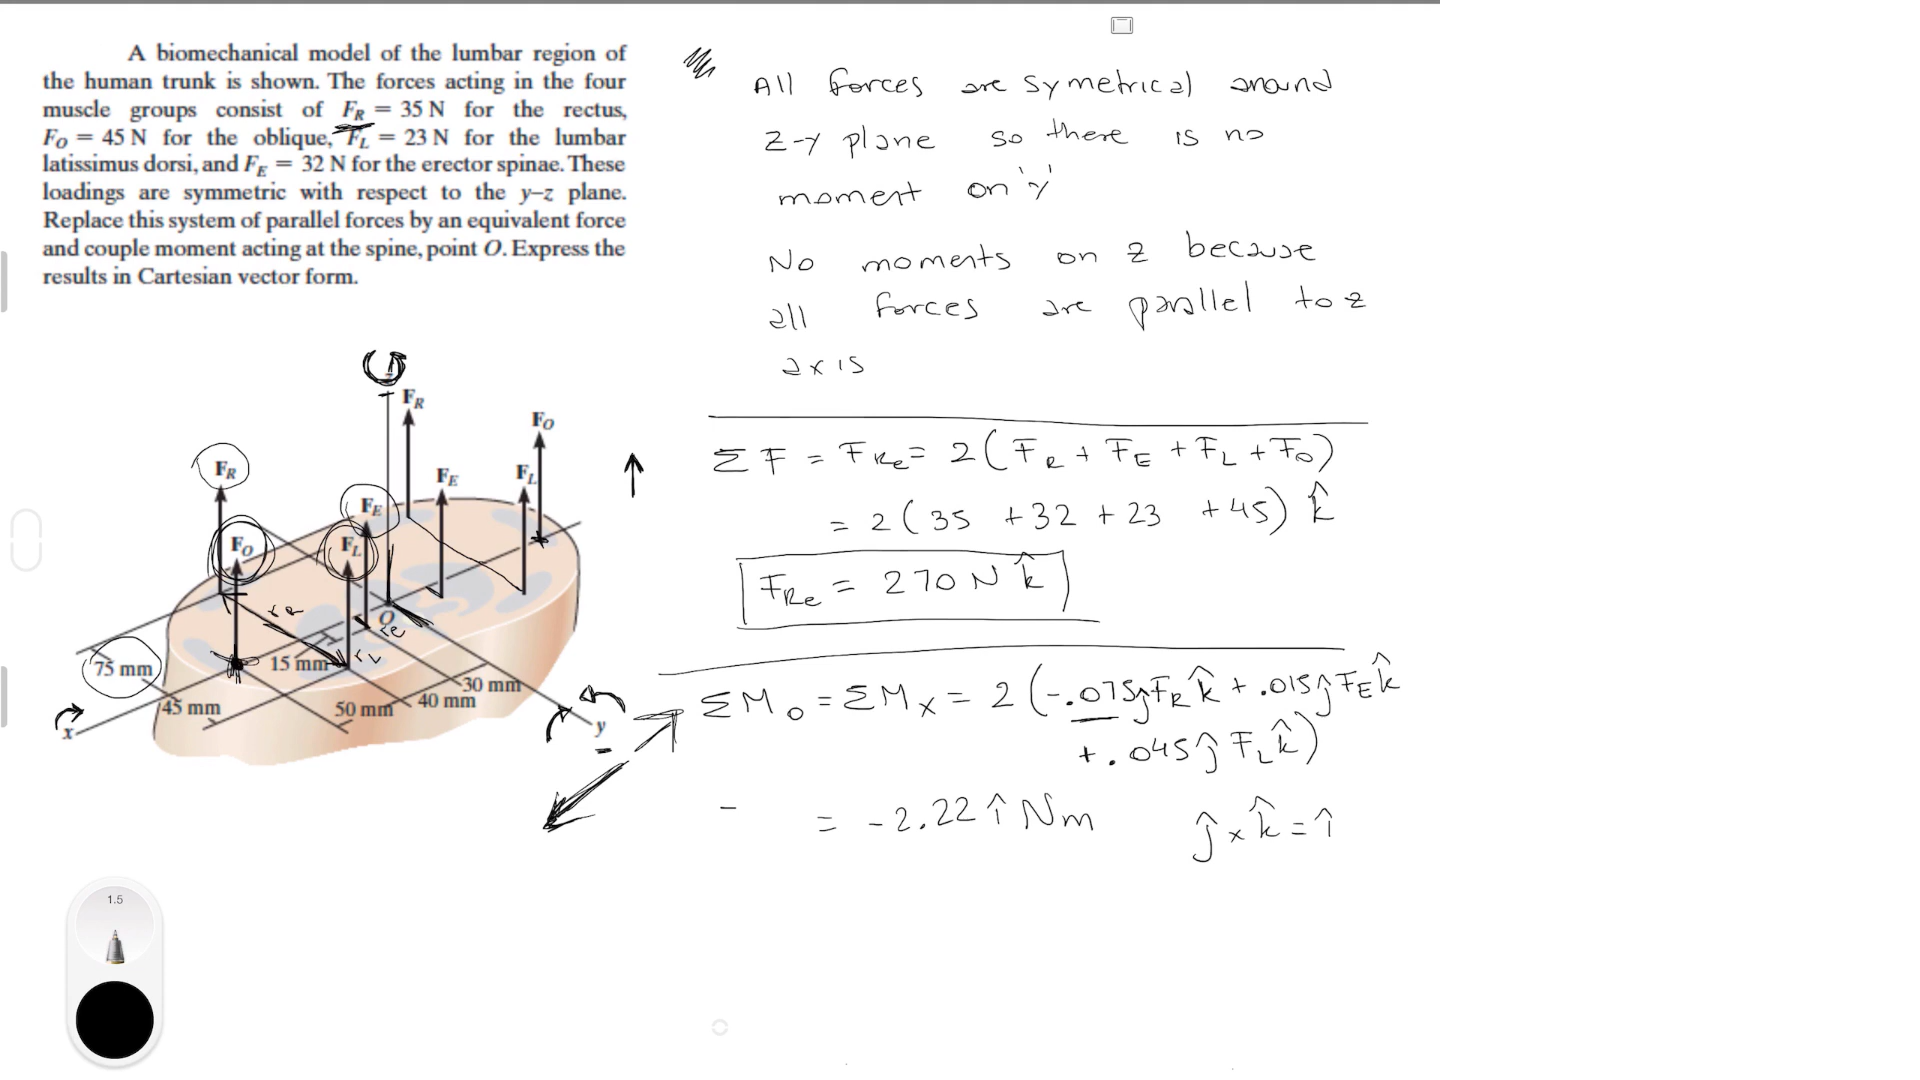 A biomechanical model of the lumbar region of
the human trunk is shown. The forces acting in the four
muscle groups consist of F_R = 35 N for the rectus,
F_O = 45 N for the oblique, F_L = 23 N for the lumbar
latissimus dorsi, and F_E = 32 N for the erector spinae. These
loadings are symmetric with respect to the y–z plane.
Replace this system of parallel forces by an equivalent force
and couple moment acting at the spine, point O. Express the
results in Cartesian vector form.
All forces are symetrical around
z-y plane so there is no
moment on 'y'
No moments on z because
all forces are parallel to z
axis
ΣF = F_Re = 2(F_R + F_E + F_L + F_O)
= 2(35 + 32 + 23 + 45) k̂
F_Re = 270 N k̂
ΣM_O = ΣM_x = 2(-.075ĵF_R k̂ + .015ĵ F_E k̂
+.045ĵ F_L k̂)
= -2.22 î Nm ĵ × k̂ = î
F_R
F_O
F_R
F_E
F_L
F_E
F_O
F_L
O
r_R
r_e
r_L
75 mm
15 mm
45 mm
50 mm
40 mm
30 mm
x
y
1.5